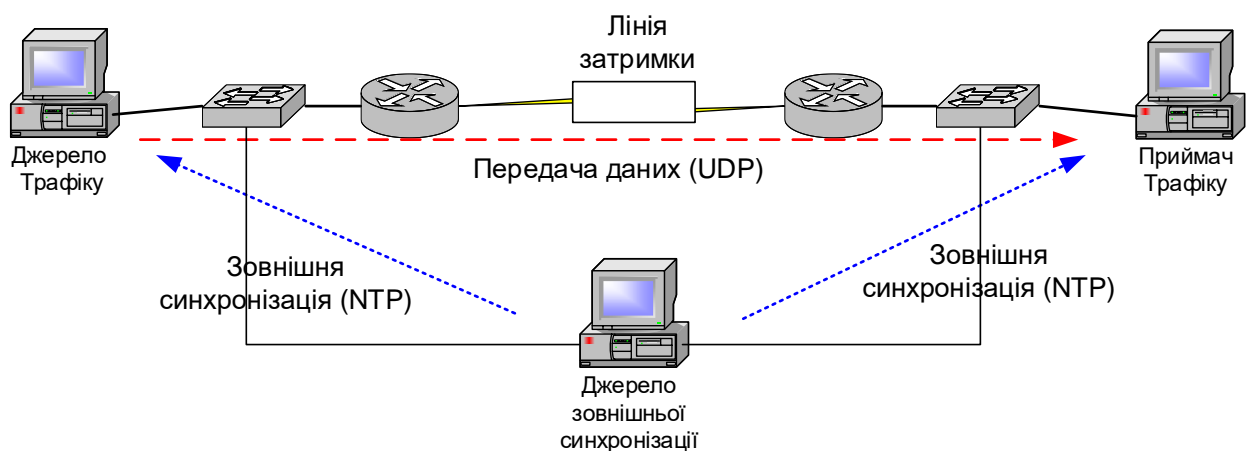 Лінія
затримки
Джерело
Трафіку
Передача даних (UDP)
Приймач
Трафіку
Зовнішня
синхронізація (NTP)
Зовнішня
синхронізація (NTP)
Джерело
зовнішньої
синхронізації